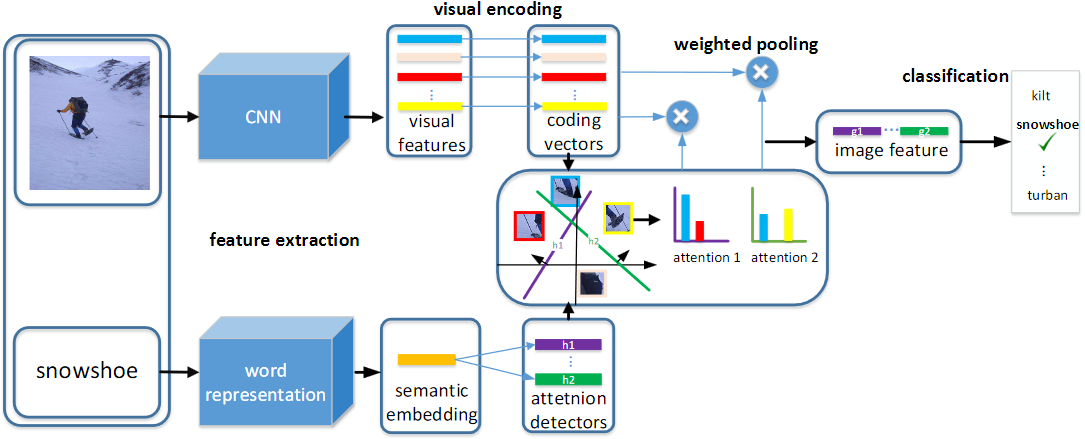 visual encoding
weighted pooling
classification
CNN
visual
features
coding
vectors
kilt
snowshoe
turban
g1
g2
image feature
feature extraction
h1
h2
attention 1
attention 2
snowshoe
word
representation
semantic
embedding
h1
h2
attetnion
detectors